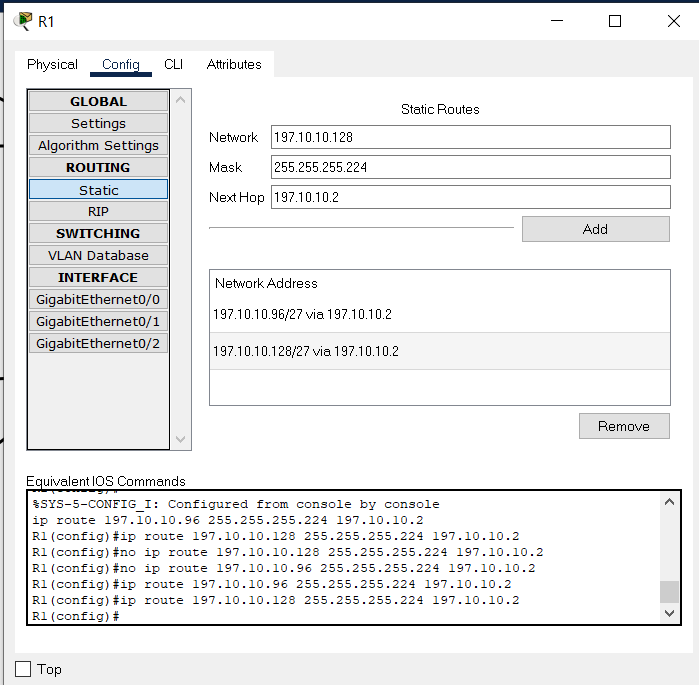 R1
Physical Config CLI Attributes
GLOBAL
Settings
Algorithm Settings
ROUTING
Static
RIP
SWITCHING
VLAN Database
INTERFACE
GigabitEthernet0/0
GigabitEthernet0/1
GigabitEthernet0/2
Static Routes
Network 197.10.10.128
Mask 255.255.255.224
Next Hop 197.10.10.2
Add
Network Address
197.10.10.96/27 via 197.10.10.2
197.10.10.128/27 via 197.10.10.2
Remove
Equivalent IOS Commands
R1(config)#
%SYS-5-CONFIG_I: Configured from console by console
ip route 197.10.10.96 255.255.255.224 197.10.10.2
R1(config)#ip route 197.10.10.128 255.255.255.224 197.10.10.2
R1(config)#no ip route 197.10.10.128 255.255.255.224 197.10.10.2
R1(config)#no ip route 197.10.10.96 255.255.255.224 197.10.10.2
R1(config)#ip route 197.10.10.96 255.255.255.224 197.10.10.2
R1(config)#ip route 197.10.10.128 255.255.255.224 197.10.10.2
R1(config)#
Top